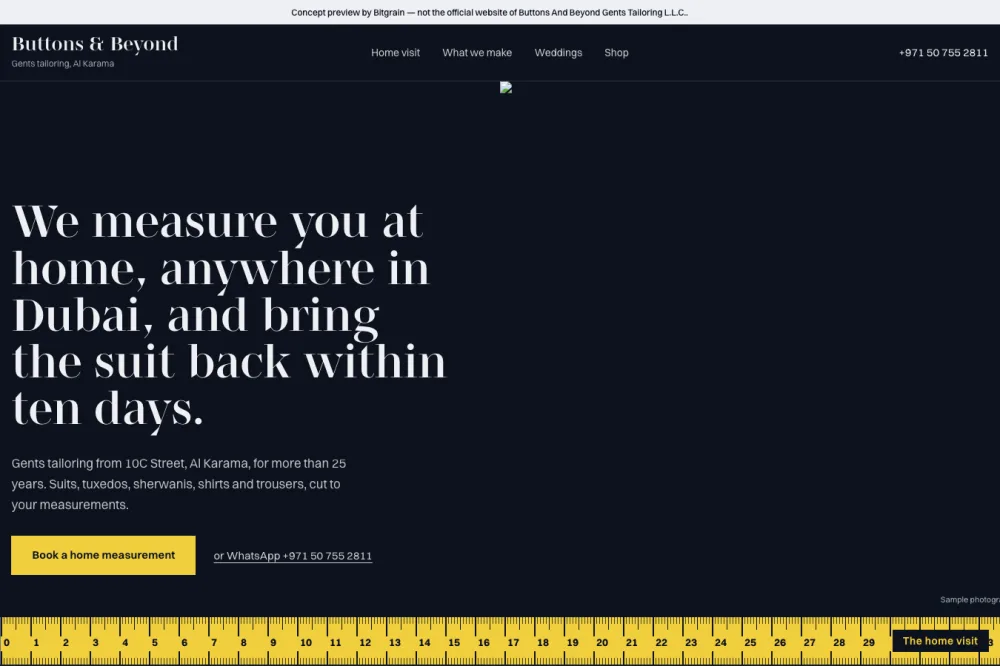 Concept preview by Bitgrain — not the official website of Buttons And Beyond Gents Tailoring L.L.C..
Buttons & Beyond
Gents tailoring, Al Karama
Home visit What we make Weddings Shop
+971 50 755 2811
We measure you at
home, anywhere in
Dubai, and bring
the suit back within
ten days.
Gents tailoring from 10C Street, Al Karama, for more than 25
years. Suits, tuxedos, sherwanis, shirts and trousers, cut to
your measurements.
Book a home measurement
or WhatsApp +971 50 755 2811
Sample
0 1 2 3 4 5 6 7 8 9 10 11 12 13 14 15 16 17 18 19 20 21 22 23 24 25 26 27 28 29
The home visit